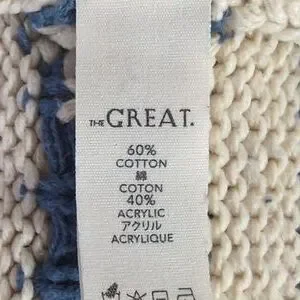 THE GREAT.
60%
COTTON
綿
COTON
40%
ACRYLIC
アクリル
ACRYLIQUE